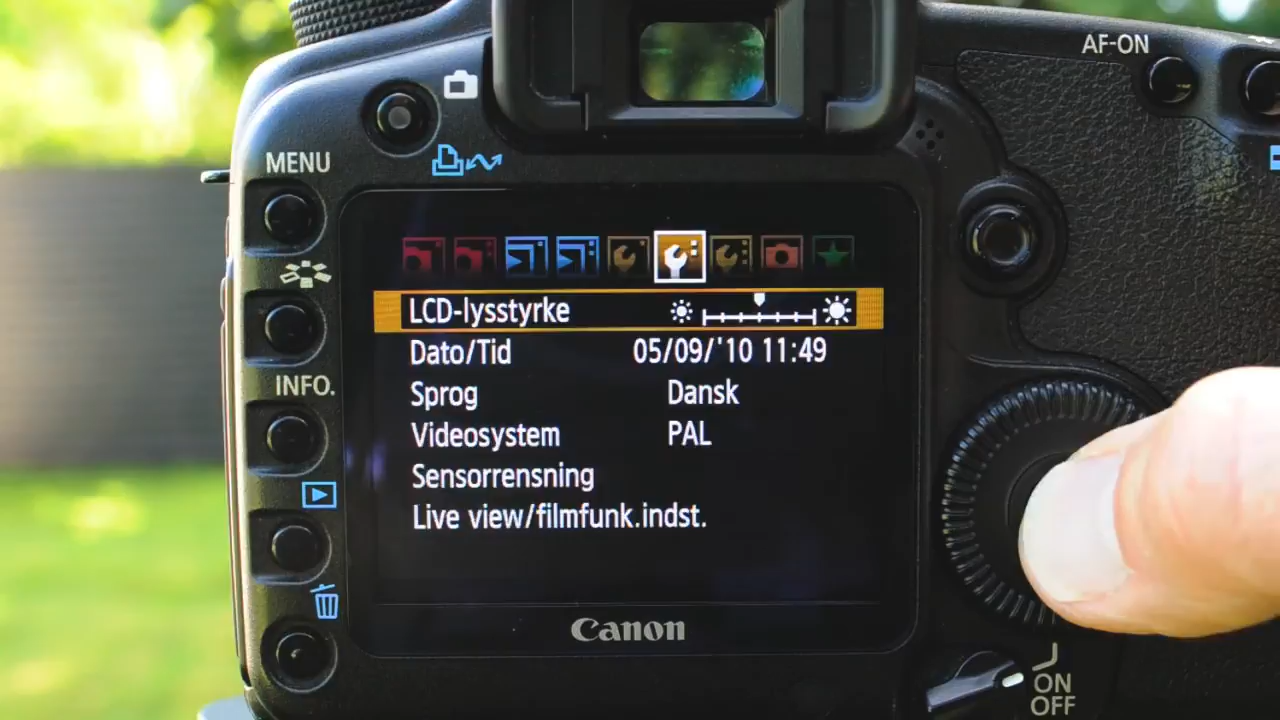 AF-ON
MENU
LCD-lysstyrke
Dato/Tid 05/09/'10 11:49
INFO.
Sprog Dansk
Videosystem PAL
Sensorrensning
Live view/filmfunk.indst.
Canon
ON
OFF